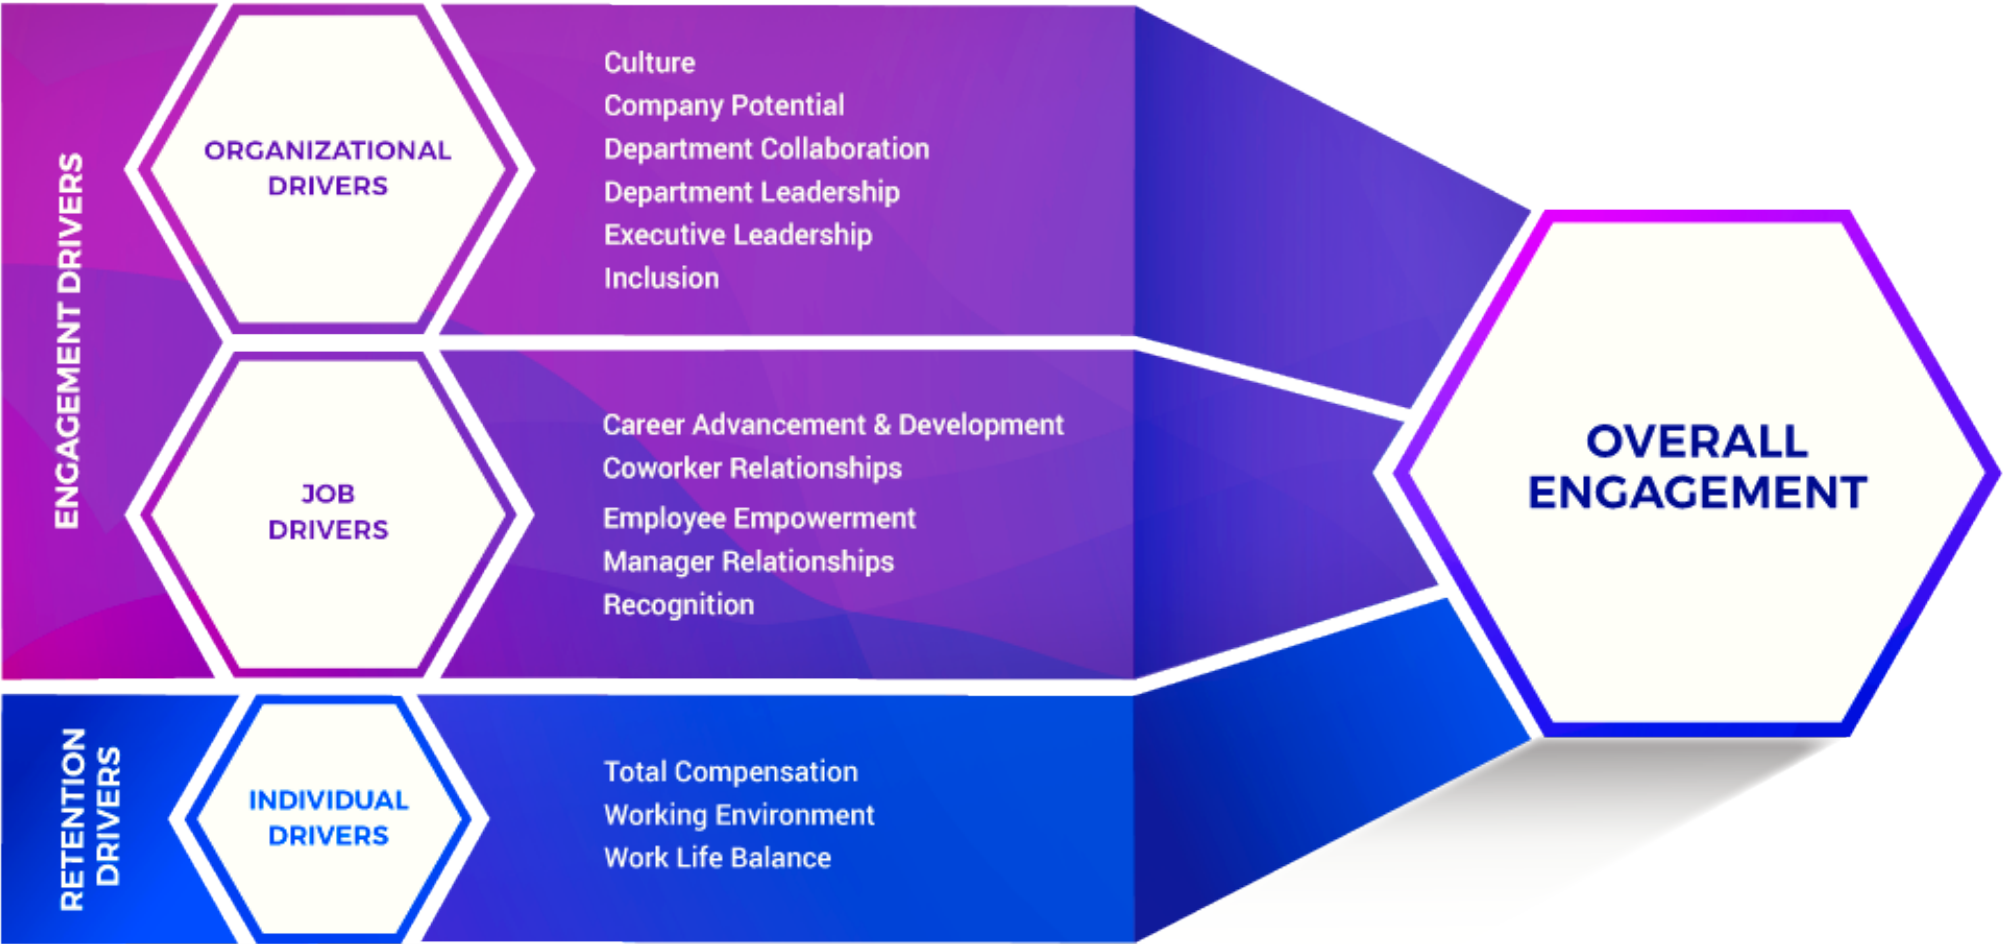 ENGAGEMENT DRIVERS
ORGANIZATIONAL
DRIVERS
Culture
Company Potential
Department Collaboration
Department Leadership
Executive Leadership
Inclusion
JOB
DRIVERS
Career Advancement & Development
Coworker Relationships
Employee Empowerment
Manager Relationships
Recognition
RETENTION
DRIVERS
INDIVIDUAL
DRIVERS
Total Compensation
Working Environment
Work Life Balance
OVERALL
ENGAGEMENT